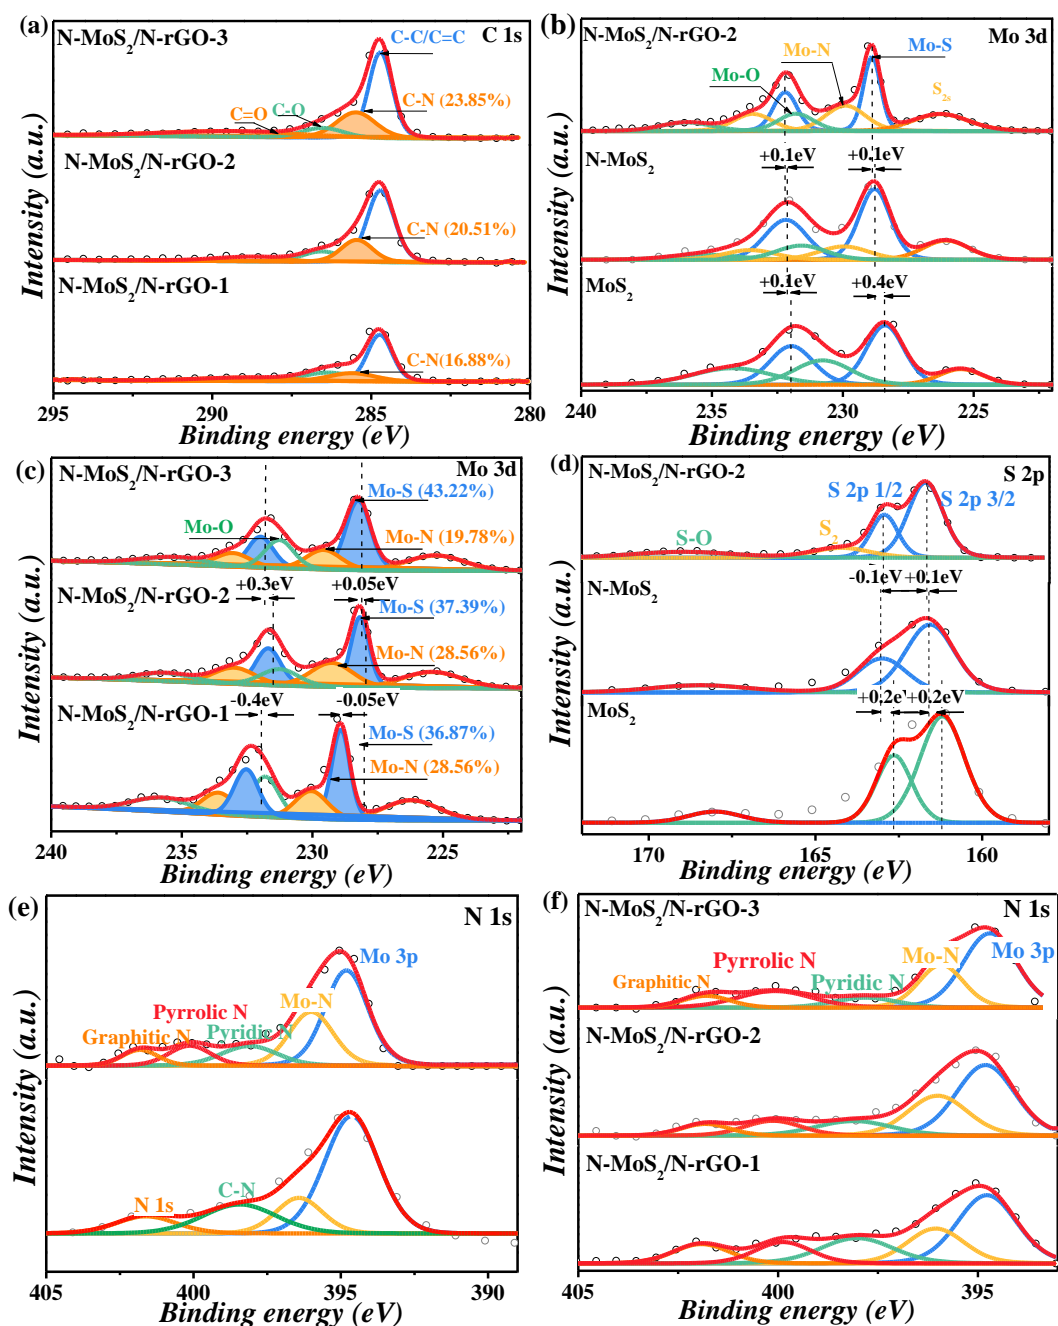 (a)
N-MoS2/N-rGO-3
C-C/C=C
C 1s
C-N (23.85%)
C-O
C=O
N-MoS2/N-rGO-2
C-N (20.51%)
N-MoS2/N-rGO-1
C-N(16.88%)
Intensity (a.u.)
295 290 285 280
Binding energy (eV)
(b)
N-MoS2/N-rGO-2
Mo-N
Mo-S
Mo 3d
Mo-O
S2s
+0.1eV +0.1eV
N-MoS2
+0.1eV +0.4eV
MoS2
Intensity (a.u.)
240 235 230 225
Binding energy (eV)
(c)
N-MoS2/N-rGO-3
Mo 3d
Mo-S (43.22%)
Mo-O
Mo-N (19.78%)
+0.3eV +0.05eV
N-MoS2/N-rGO-2
Mo-S (37.39%)
Mo-N (28.56%)
-0.4eV -0.05eV
N-MoS2/N-rGO-1
Mo-S (36.87%)
Mo-N (28.56%)
Intensity (a.u.)
240 235 230 225
Binding energy (eV)
(d)
N-MoS2/N-rGO-2
S 2p
S 2p 1/2
S 2p 3/2
S-O
S2
-0.1eV +0.1eV
N-MoS2
+0.2eV +0.2eV
MoS2
Intensity (a.u.)
170 165 160
Binding energy (eV)
(e)
N 1s
Mo 3p
Mo-N
Pyrrolic N
Graphitic N
Pyridic N
C-N
N 1s
Intensity (a.u.)
405 400 395 390
Binding energy (eV)
(f)
N-MoS2/N-rGO-3
N 1s
Mo-N
Mo 3p
Pyrrolic N
Graphitic N
Pyridic N
N-MoS2/N-rGO-2
N-MoS2/N-rGO-1
Intensity (a.u.)
405 400 395
Binding energy (eV)